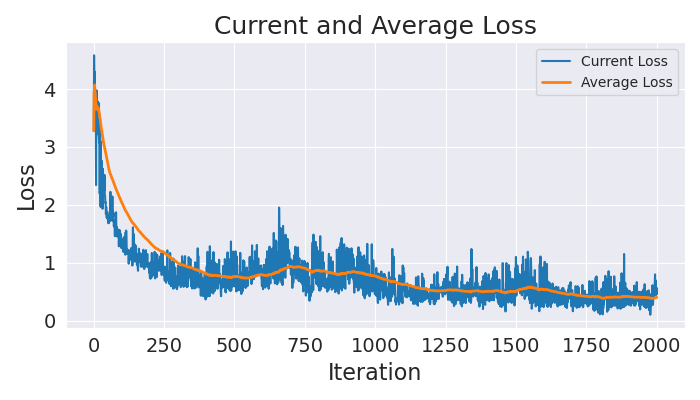 Current and Average Loss
Current Loss
Average Loss
Loss
4
3
2
1
0
0 250 500 750 1000 1250 1500 1750 2000
Iteration